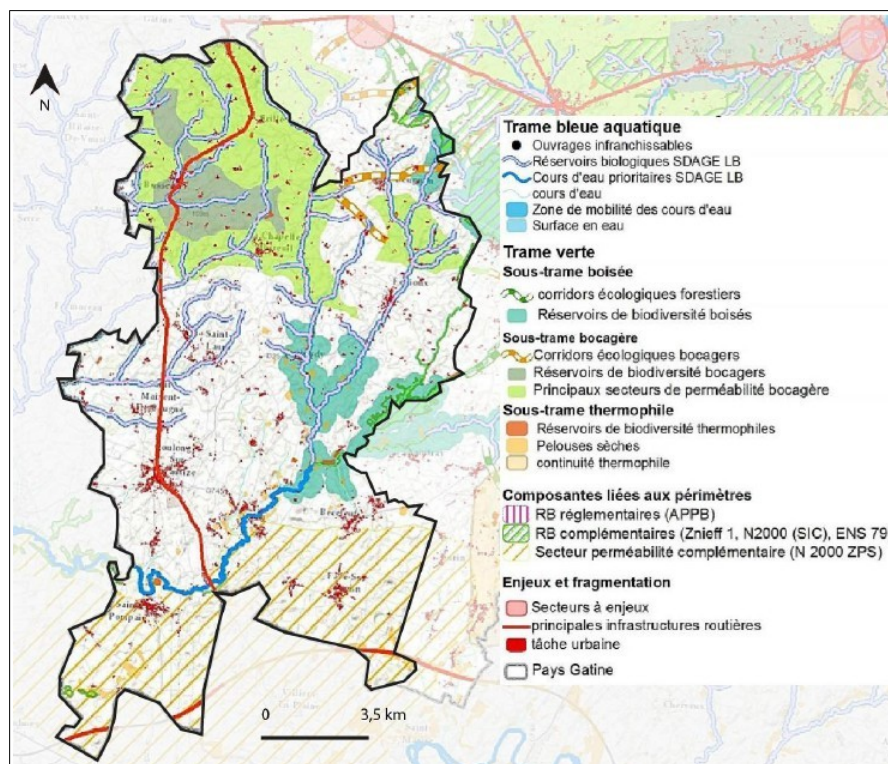 N
Trame bleue aquatique
Ouvrages infranchissables
Réservoirs biologiques SDAGE LB
Cours d'eau prioritaires SDAGE LB
cours d'eau
Zone de mobilité des cours d'eau
Surface en eau
Trame verte
Sous-trame boisée
corridors écologiques forestiers
Réservoirs de biodiversité boisés
Sous-trame bocagère
Corridors écologiques bocagers
Réservoirs de biodiversité bocagers
Principaux secteurs de perméabilité bocagère
Sous-trame thermophile
Réservoirs de biodiversité thermophiles
Pelouses sèches
continuité thermophile
Composantes liées aux périmètres
RB réglementaires (APPB)
RB complémentaires (Znieff 1, N2000 (SIC), ENS 79
Secteur perméabilité complémentaire (N 2000 ZPS)
Enjeux et fragmentation
Secteurs à enjeux
principales infrastructures routières
tâche urbaine
Pays Gatine
0 3,5 km